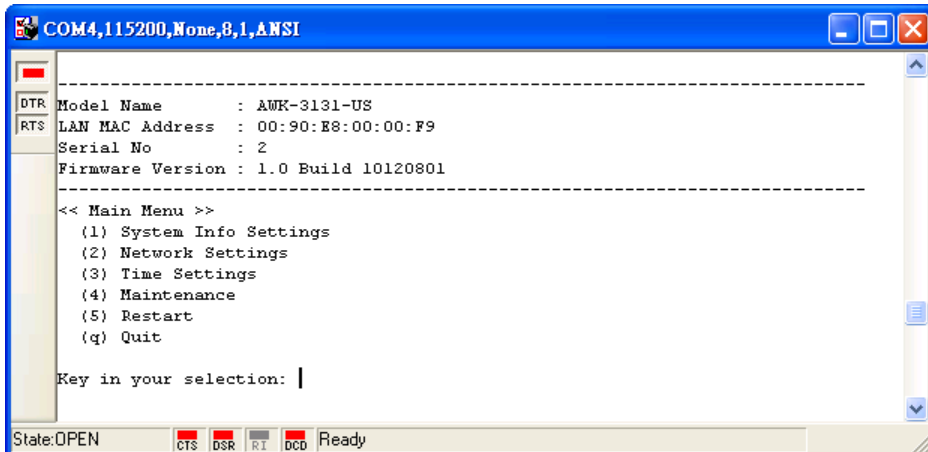 COM4,115200,None,8,1,ANSI
--------------------------------------------------------------------------
DTR
RTS
Model Name        : AWK-3131-US
LAN MAC Address  : 00:90:E8:00:00:F9
Serial No        : 2
Firmware Version : 1.0 Build 10120801
--------------------------------------------------------------------------
<< Main Menu >>
(1) System Info Settings
(2) Network Settings
(3) Time Settings
(4) Maintenance
(5) Restart
(q) Quit
Key in your selection:
State:OPEN CTS DSR RI DCD Ready